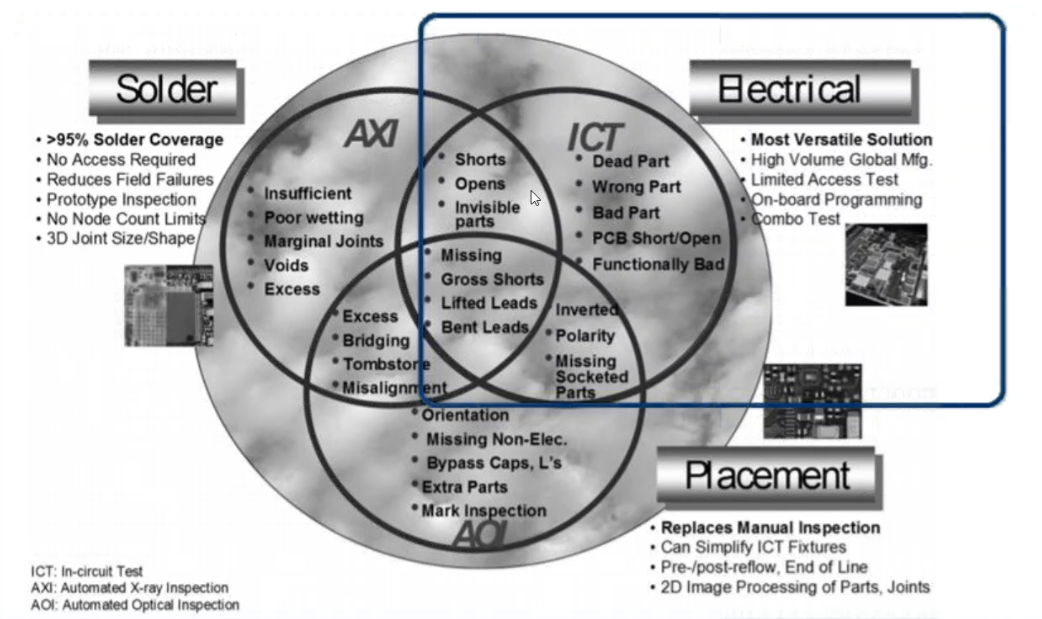 Solder
• >95% Solder Coverage
• No Access Required
• Reduces Field Failures
• Prototype Inspection
• No Node Count Limits
• 3D Joint Size/Shape
Electrical
• Most Versatile Solution
• High Volume Global Mfg.
• Limited Access Test
• On-board Programming
• Combo Test
AXI
• Insufficient
• Poor wetting
• Marginal Joints
• Voids
• Excess
• Shorts
• Opens
• Invisible
parts
ICT
• Dead Part
• Wrong Part
• Bad Part
• PCB Short/Open
• Functionally Bad
• Missing
• Gross Shorts
• Lifted Leads
• Bent Leads
• Excess
• Bridging
• Tombstone
• Misalignment
Inverted
• Polarity
• Missing
Socketed
Parts
• Orientation
• Missing Non-Elec.
• Bypass Caps, L's
• Extra Parts
• Mark Inspection
AOI
Placement
• Replaces Manual Inspection
• Can Simplify ICT Fixtures
• Pre-/post-reflow, End of Line
• 2D Image Processing of Parts, Joints
ICT: In-circuit Test
AXI: Automated X-ray Inspection
AOI: Automated Optical Inspection